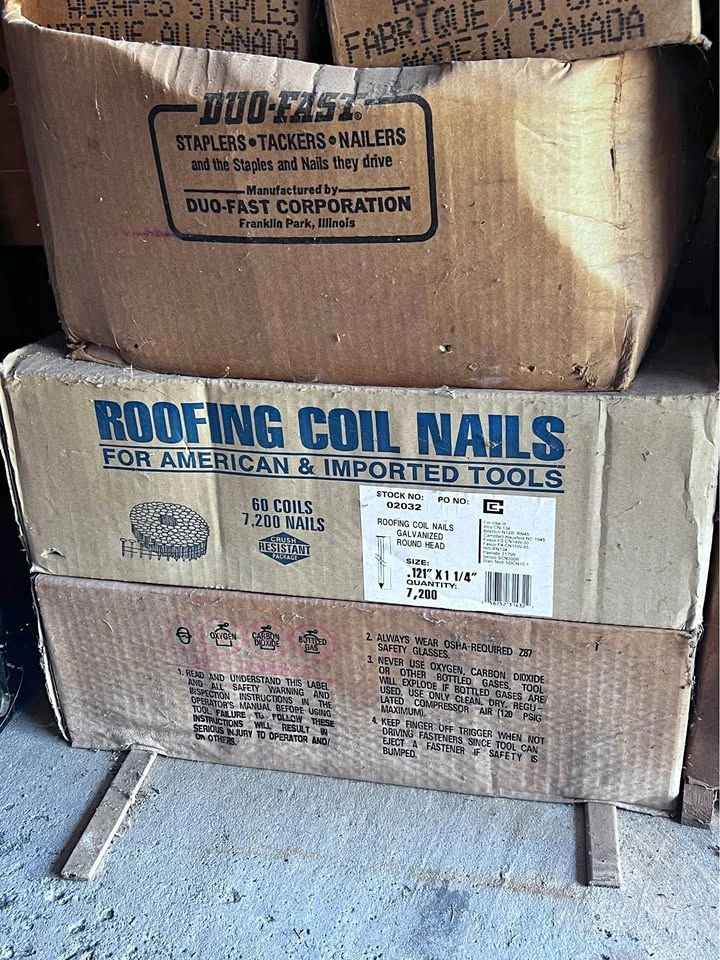 AGRAFES STAPLES
FABRIQUE AU CANADA
MADE IN CANADA
DUO-FAST®
STAPLERS • TACKERS • NAILERS
and the Staples and Nails they drive
Manufactured by
DUO-FAST CORPORATION
Franklin Park, Illinois
ROOFING COIL NAILS
FOR AMERICAN & IMPORTED TOOLS
60 COILS
7,200 NAILS
CRUSH
RESISTANT
PACKAGE
STOCK NO: PO NO:
02032
ROOFING COIL NAILS
GALVANIZED
ROUND HEAD
SIZE:
.121" X 1 1/4"
QUANTITY:
7,200
For Use in
OXYGEN
CARBON
DIOXIDE
BOTTLED
GAS
1. READ AND UNDERSTAND THIS LABEL
AND ALL SAFETY WARNING AND
INSPECTION INSTRUCTIONS IN THE
OPERATOR'S MANUAL BEFORE USING
TOOL FAILURE TO FOLLOW THESE
INSTRUCTIONS WILL RESULT IN
SERIOUS INJURY TO OPERATOR AND/
OR OTHERS.
2. ALWAYS WEAR OSHA-REQUIRED Z87
SAFETY GLASSES
3. NEVER USE OXYGEN, CARBON DIOXIDE
OR OTHER BOTTLED GASES. TOOL
WILL EXPLODE IF BOTTLED GASES ARE
USED. USE ONLY CLEAN, DRY, REGU-
LATED COMPRESSOR AIR (120 PSIG
MAXIMUM).
4. KEEP FINGER OFF TRIGGER WHEN NOT
DRIVING FASTENERS SINCE TOOL CAN
EJECT A FASTENER IF SAFETY IS
BUMPED.